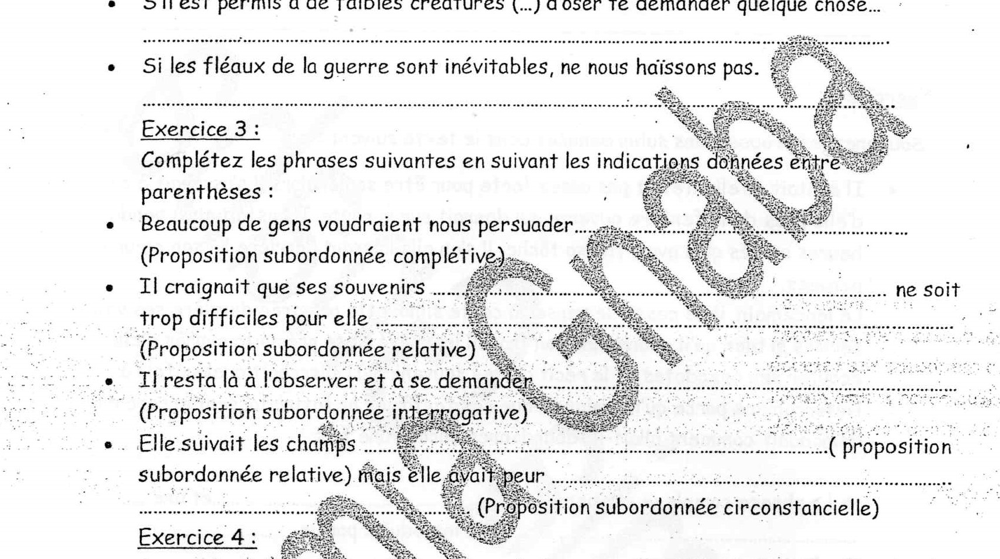 • S'il est permis à de faibles créatures (...) d'oser te demander quelque chose...
• Si les fléaux de la guerre sont inévitables, ne nous haïssons pas.
Exercice 3 :
Complétez les phrases suivantes en suivant les indications données entre
parenthèses :
• Beaucoup de gens voudraient nous persuader..............................
(Proposition subordonnée complétive)
• Il craignait que ses souvenirs .............................. ne soit
trop difficiles pour elle ..............................
(Proposition subordonnée relative)
• Il resta là à l'observer et à se demander ..............................
(Proposition subordonnée interrogative)
• Elle suivait les champs ..............................( proposition
subordonnée relative) mais elle avait peur ..............................
.............................. (Proposition subordonnée circonstancielle)
Exercice 4 :
Gnaba